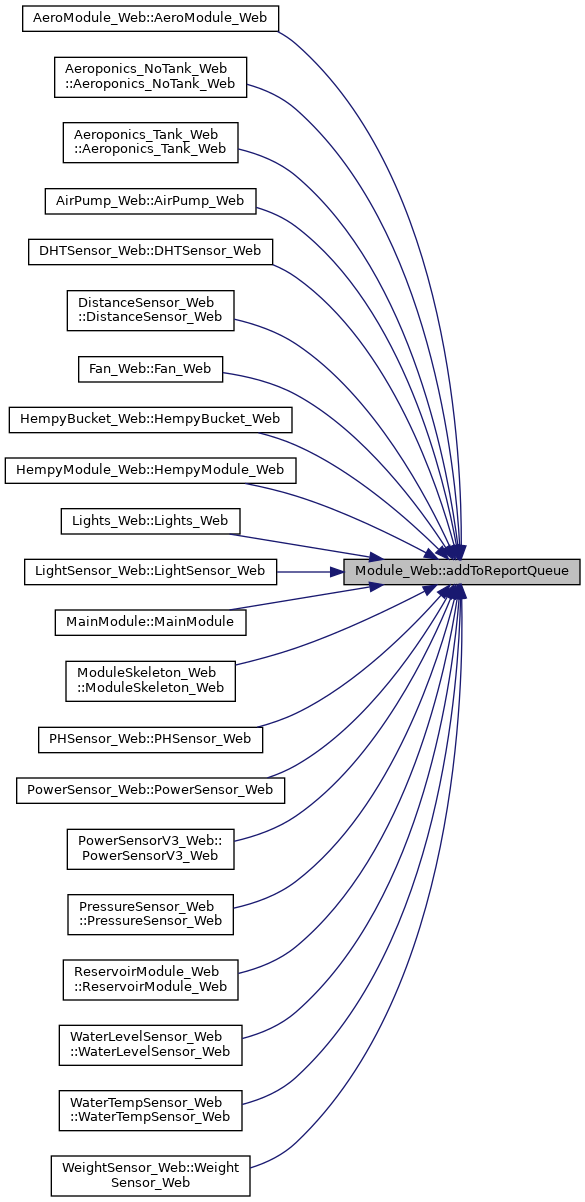 AeroModule_Web::AeroModule_Web
Aeroponics_NoTank_Web
::Aeroponics_NoTank_Web
Aeroponics_Tank_Web
::Aeroponics_Tank_Web
AirPump_Web::AirPump_Web
DHTSensor_Web::DHTSensor_Web
DistanceSensor_Web
::DistanceSensor_Web
Fan_Web::Fan_Web
HempyBucket_Web::HempyBucket_Web
HempyModule_Web::HempyModule_Web
Lights_Web::Lights_Web
LightSensor_Web::LightSensor_Web
Module_Web::addToReportQueue
MainModule::MainModule
ModuleSkeleton_Web
::ModuleSkeleton_Web
PHSensor_Web::PHSensor_Web
PowerSensor_Web::PowerSensor_Web
PowerSensorV3_Web::
PowerSensorV3_Web
PressureSensor_Web
::PressureSensor_Web
ReservoirModule_Web
::ReservoirModule_Web
WaterLevelSensor_Web
::WaterLevelSensor_Web
WaterTempSensor_Web
::WaterTempSensor_Web
WeightSensor_Web::Weight
Sensor_Web